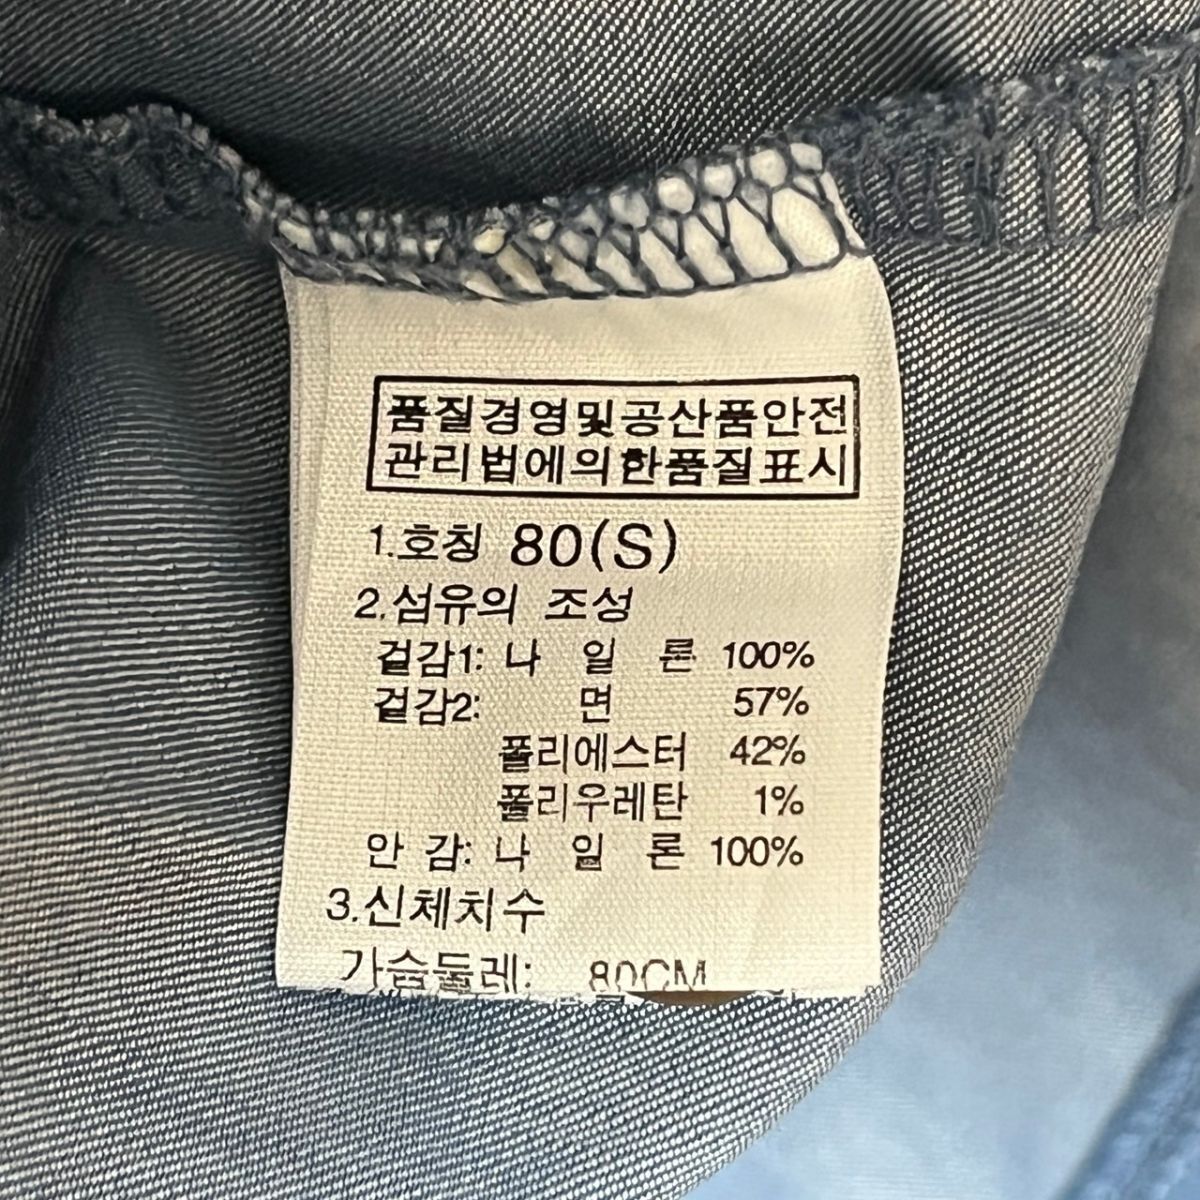 품질경영및공산품안전
관리법에의한품질표시
1.호칭 80(S)
2.섬유의 조성
겉감1: 나 일 론 100%
겉감2: 면 57%
폴리에스터 42%
폴리우레탄 1%
안 감: 나 일 론 100%
3.신체치수
가슴둘레: 80CM